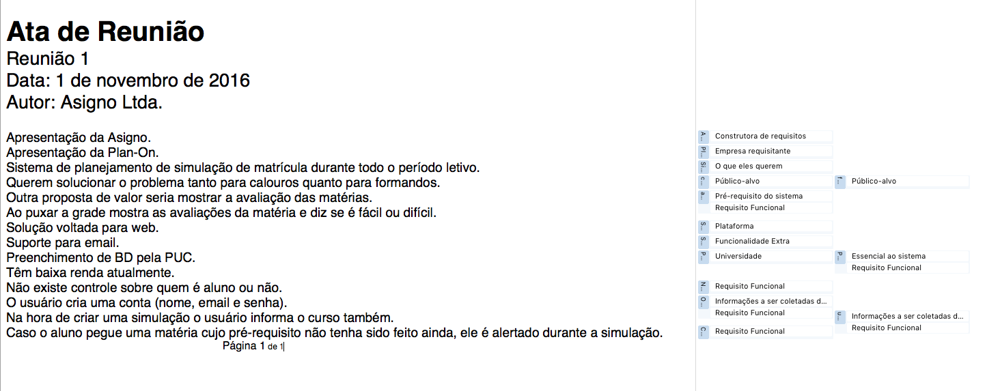 Ata de Reunião
Reunião 1
Data: 1 de novembro de 2016
Autor: Asigno Ltda.
Apresentação da Asigno.
Apresentação da Plan-On.
Sistema de planejamento de simulação de matrícula durante todo o período letivo.
Querem solucionar o problema tanto para calouros quanto para formandos.
Outra proposta de valor seria mostrar a avaliação das matérias.
Ao puxar a grade mostra as avaliações da matéria e diz se é fácil ou difícil.
Solução voltada para web.
Suporte para email.
Preenchimento de BD pela PUC.
Têm baixa renda atualmente.
Não existe controle sobre quem é aluno ou não.
O usuário cria uma conta (nome, email e senha).
Na hora de criar uma simulação o usuário informa o curso também.
Caso o aluno pegue uma matéria cujo pré-requisito não tenha sido feito ainda, ele é alertado durante a simulação.
Página 1 de 1
A... Construtora de requisitos
Pl... Empresa requisitante
Si... O que eles querem
c... Público-alvo
f... Público-alvo
a... Pré-requisito do sistema
Requisito Funcional
S... Plataforma
S... Funcionalidade Extra
P... Universidade
P... Essencial ao sistema
Requisito Funcional
N... Requisito Funcional
O... Informações a ser coletadas d...
Requisito Funcional
u... Informações a ser coletadas d...
Requisito Funcional
C... Requisito Funcional